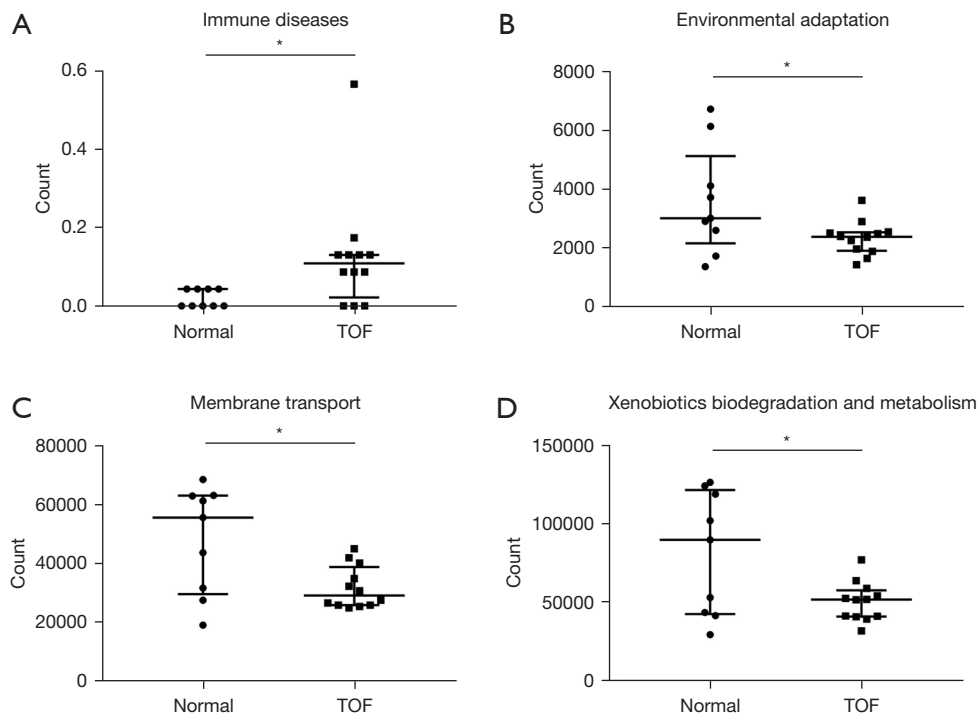 A
Immune diseases
*
0.6
0.4
0.2
0.0
Count
Normal TOF
B
Environmental adaptation
*
8000
6000
4000
2000
0
Count
Normal TOF
C
Membrane transport
*
80000
60000
40000
20000
0
Count
Normal TOF
D
Xenobiotics biodegradation and metabolism
*
150000
100000
50000
0
Count
Normal TOF